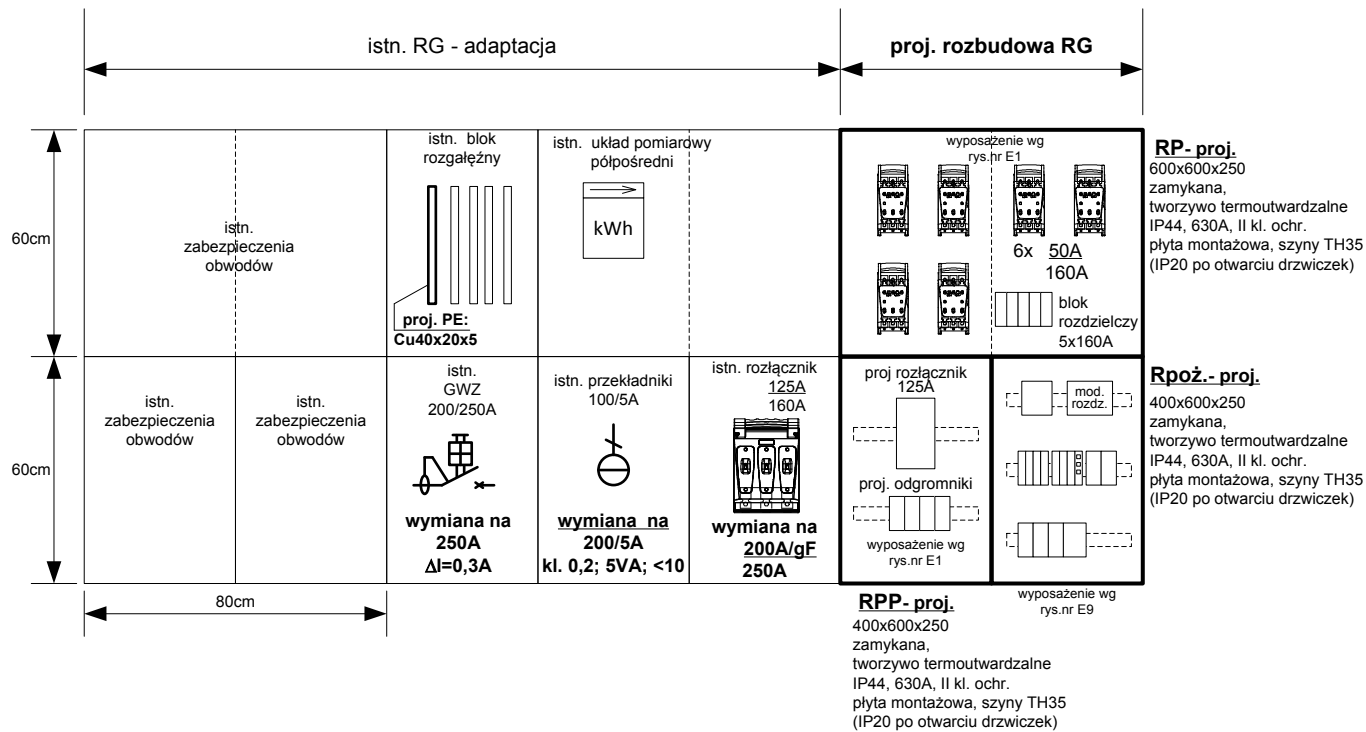 istn. RG - adaptacja
proj. rozbudowa RG
60cm
istn.
zabezpieczenia
obwodów
istn. blok
rozgałęźny
proj. PE:
Cu40x20x5
istn. układ pomiarowy
półpośredni
kWh
wyposażenie wg
rys.nr E1
6x 50A
160A
blok
rozdzielczy
5x160A
RP- proj.
600x600x250
zamykana,
tworzywo termoutwardzalne
IP44, 630A, II kl. ochr.
płyta montażowa, szyny TH35
(IP20 po otwarciu drzwiczek)
60cm
istn.
zabezpieczenia
obwodów
istn.
zabezpieczenia
obwodów
istn.
GWZ
200/250A
wymiana na
250A
ΔI=0,3A
istn. przekładniki
100/5A
wymiana na
200/5A
kl. 0,2; 5VA; <10
istn. rozłącznik
125A
160A
wymiana na
200A/gF
250A
proj rozłącznik
125A
proj. odgromniki
wyposażenie wg
rys.nr E1
mod.
rozdz.
wyposażenie wg
rys.nr E9
Rpoż.- proj.
400x600x250
zamykana,
tworzywo termoutwardzalne
IP44, 630A, II kl. ochr.
płyta montażowa, szyny TH35
(IP20 po otwarciu drzwiczek)
80cm
RPP- proj.
400x600x250
zamykana,
tworzywo termoutwardzalne
IP44, 630A, II kl. ochr.
płyta montażowa, szyny TH35
(IP20 po otwarciu drzwiczek)